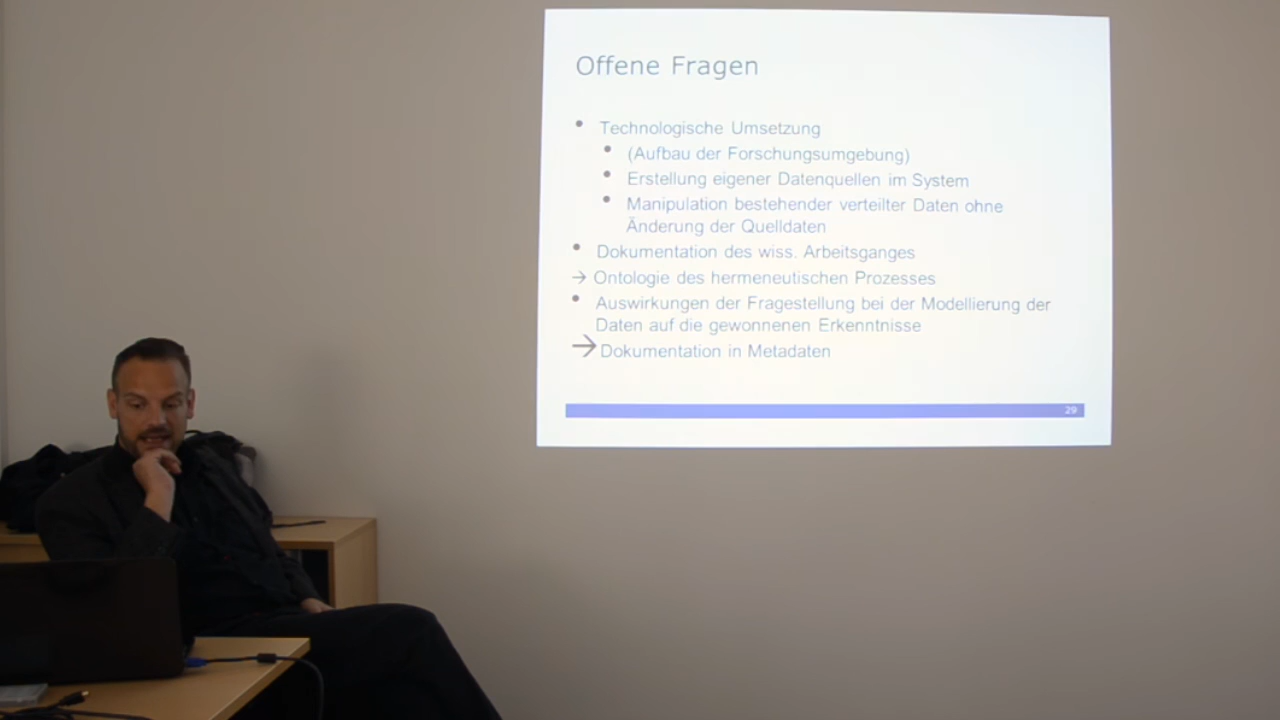 Offene Fragen
• Technologische Umsetzung
• (Aufbau der Forschungsumgebung)
• Erstellung eigener Datenquellen im System
• Manipulation bestehender verteilter Daten ohne
Änderung der Quelldaten
• Dokumentation des wiss. Arbeitsganges
→ Ontologie des hermeneutischen Prozesses
• Auswirkungen der Fragestellung bei der Modellierung der
Daten auf die gewonnenen Erkenntnisse
→ Dokumentation in Metadaten
29